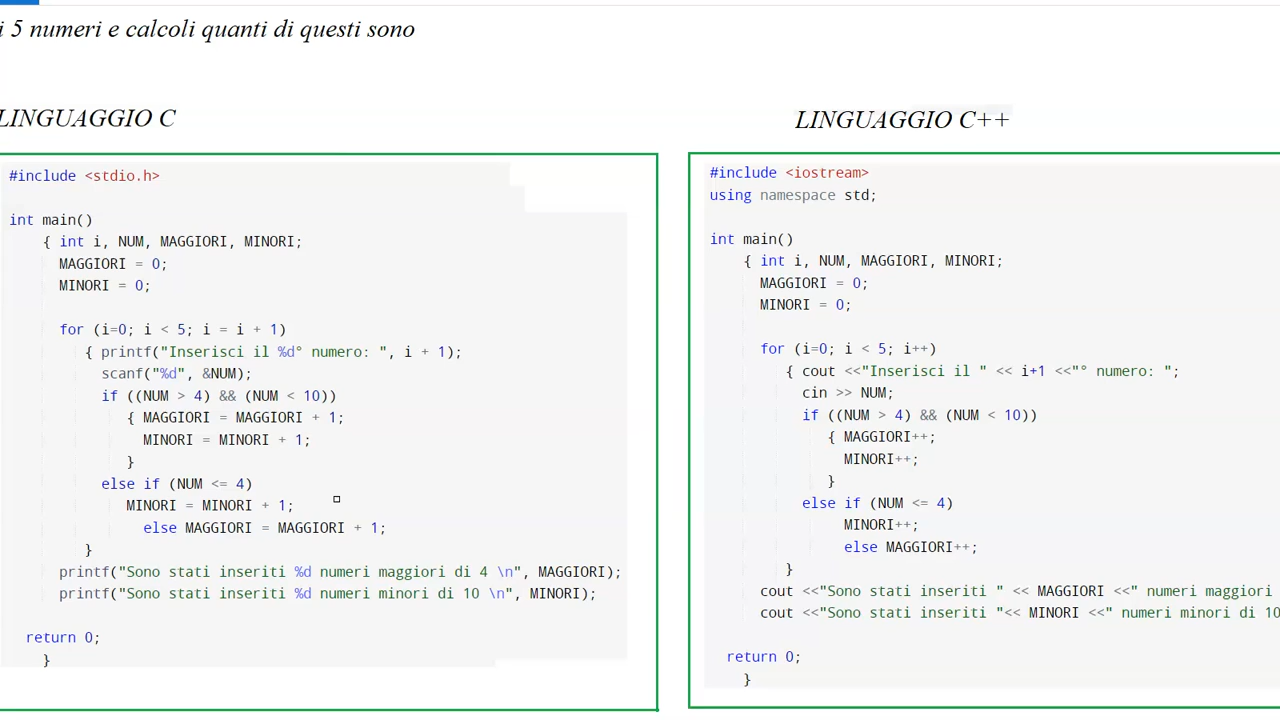 i 5 numeri e calcoli quanti di questi sono
LINGUAGGIO C
#include <stdio.h>
int main()
{ int i, NUM, MAGGIORI, MINORI;
MAGGIORI = 0;
MINORI = 0;
for (i=0; i < 5; i = i + 1)
{ printf("Inserisci il %d° numero: ", i + 1);
scanf("%d", &NUM);
if ((NUM > 4) && (NUM < 10))
{ MAGGIORI = MAGGIORI + 1;
MINORI = MINORI + 1;
}
else if (NUM <= 4)
MINORI = MINORI + 1;
else MAGGIORI = MAGGIORI + 1;
}
printf("Sono stati inseriti %d numeri maggiori di 4 \n", MAGGIORI);
printf("Sono stati inseriti %d numeri minori di 10 \n", MINORI);
return 0;
}
LINGUAGGIO C++
#include <iostream>
using namespace std;
int main()
{ int i, NUM, MAGGIORI, MINORI;
MAGGIORI = 0;
MINORI = 0;
for (i=0; i < 5; i++)
{ cout <<"Inserisci il " << i+1 <<"° numero: ";
cin >> NUM;
if ((NUM > 4) && (NUM < 10))
{ MAGGIORI++;
MINORI++;
}
else if (NUM <= 4)
MINORI++;
else MAGGIORI++;
}
cout <<"Sono stati inseriti " << MAGGIORI <<" numeri maggiori
cout <<"Sono stati inseriti "<< MINORI <<" numeri minori di 10
return 0;
}